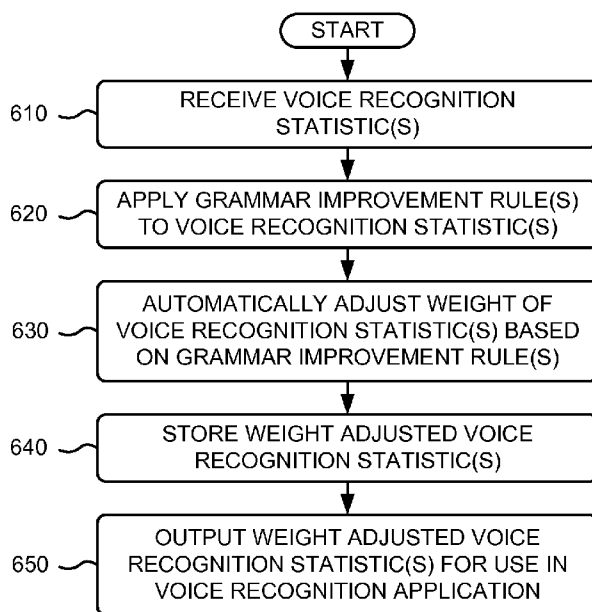 START
610
RECEIVE VOICE RECOGNITION
STATISTIC(S)
620
APPLY GRAMMAR IMPROVEMENT RULE(S)
TO VOICE RECOGNITION STATISTIC(S)
630
AUTOMATICALLY ADJUST WEIGHT OF
VOICE RECOGNITION STATISTIC(S) BASED
ON GRAMMAR IMPROVEMENT RULE(S)
640
STORE WEIGHT ADJUSTED VOICE
RECOGNITION STATISTIC(S)
650
OUTPUT WEIGHT ADJUSTED VOICE
RECOGNITION STATISTIC(S) FOR USE IN
VOICE RECOGNITION APPLICATION